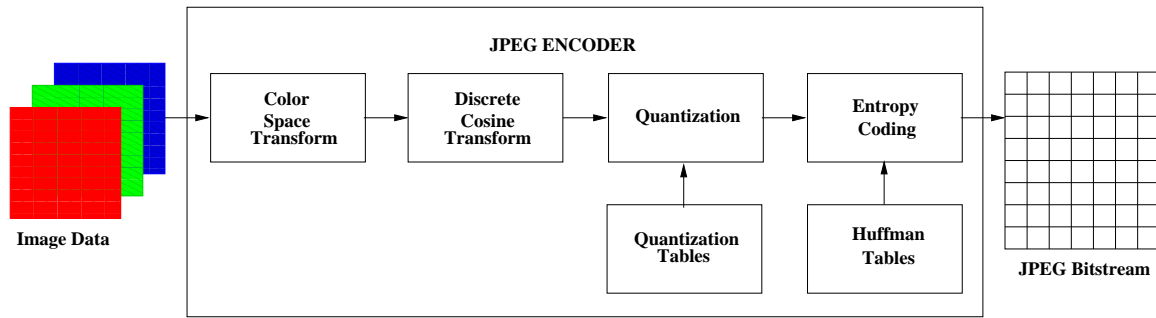 JPEG ENCODER
Color
Space
Transform
Discrete
Cosine
Transform
Quantization
Entropy
Coding
Image Data
Quantization
Tables
Huffman
Tables
JPEG Bitstream